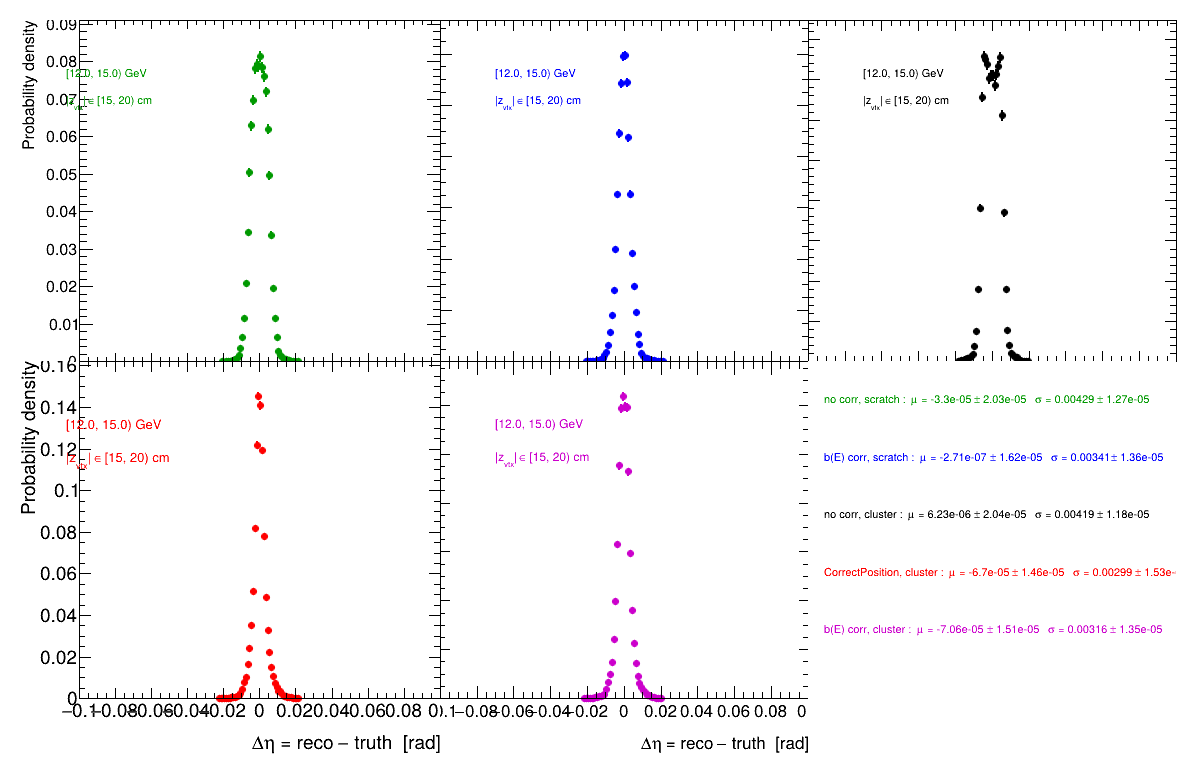 Probability density
0.09
0.08
0.07
0.06
0.05
0.04
0.03
0.02
0.01
0
[12.0, 15.0) GeV
|z_vtx| ∈ [15, 20) cm
[12.0, 15.0) GeV
|z_vtx| ∈ [15, 20) cm
[12.0, 15.0) GeV
|z_vtx| ∈ [15, 20) cm
Probability density
0.16
0.14
0.12
0.1
0.08
0.06
0.04
0.02
0
[12.0, 15.0) GeV
|z_vtx| ∈ [15, 20) cm
−0.1 −0.08 −0.06 −0.04 −0.02 0 0.02 0.04 0.06 0.08 0.1
Δη = reco − truth [rad]
[12.0, 15.0) GeV
|z_vtx| ∈ [15, 20) cm
−0.08 −0.06 −0.04 −0.02 0 0.02 0.04 0.06 0.08 0
Δη = reco − truth [rad]
no corr, scratch : μ = -3.3e-05 ± 2.03e-05 σ = 0.00429 ± 1.27e-05
b(E) corr, scratch : μ = -2.71e-07 ± 1.62e-05 σ = 0.00341 ± 1.36e-05
no corr, cluster : μ = 6.23e-06 ± 2.04e-05 σ = 0.00419 ± 1.18e-05
CorrectPosition, cluster : μ = -6.7e-05 ± 1.46e-05 σ = 0.00299 ± 1.53e-
b(E) corr, cluster : μ = -7.06e-05 ± 1.51e-05 σ = 0.00316 ± 1.35e-05